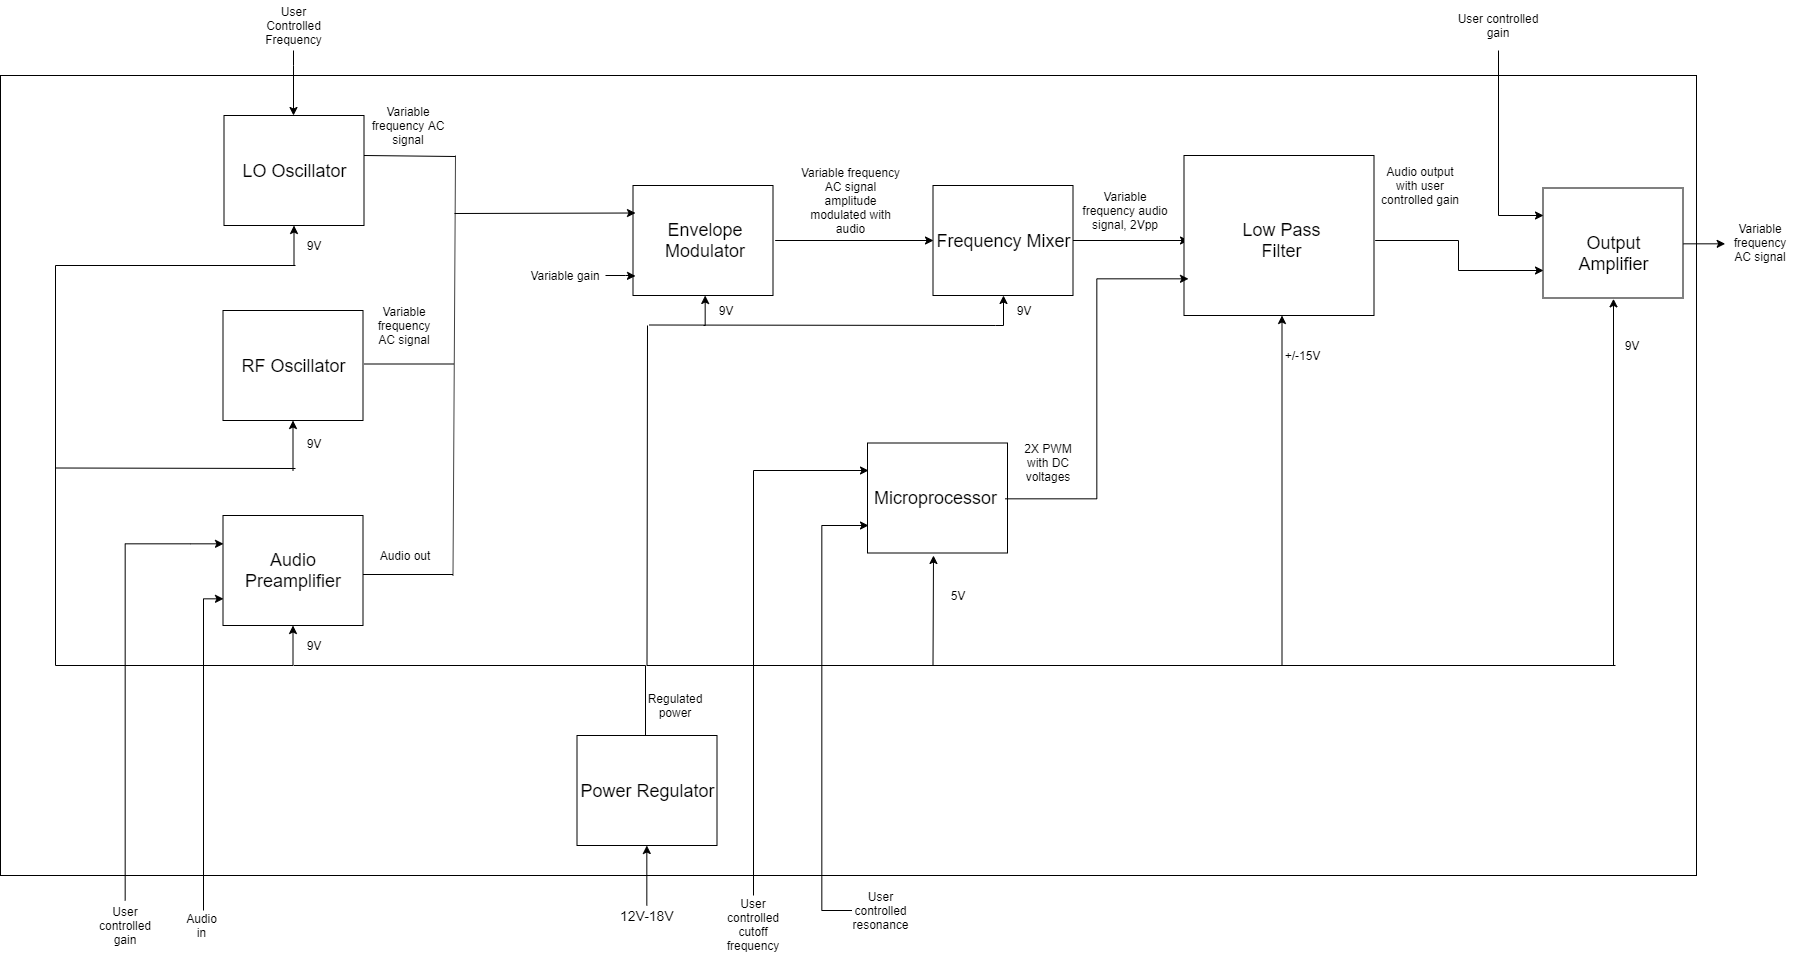 User
Controlled
Frequency
User controlled
gain
Variable
frequency AC
signal
LO Oscillator
9V
Variable
frequency
AC signal
RF Oscillator
9V
Audio
Preamplifier
Audio out
9V
Envelope
Modulator
Variable gain
9V
Variable frequency
AC signal
amplitude
modulated with
audio
Frequency Mixer
9V
Variable
frequency audio
signal, 2Vpp
Low Pass
Filter
+/-15V
Audio output
with user
controlled gain
Output
Amplifier
9V
Variable
frequency
AC signal
Microprocessor
2X PWM
with DC
voltages
5V
Regulated
power
Power Regulator
12V-18V
User
controlled
gain
Audio
in
User
controlled
cutoff
frequency
User
controlled
resonance